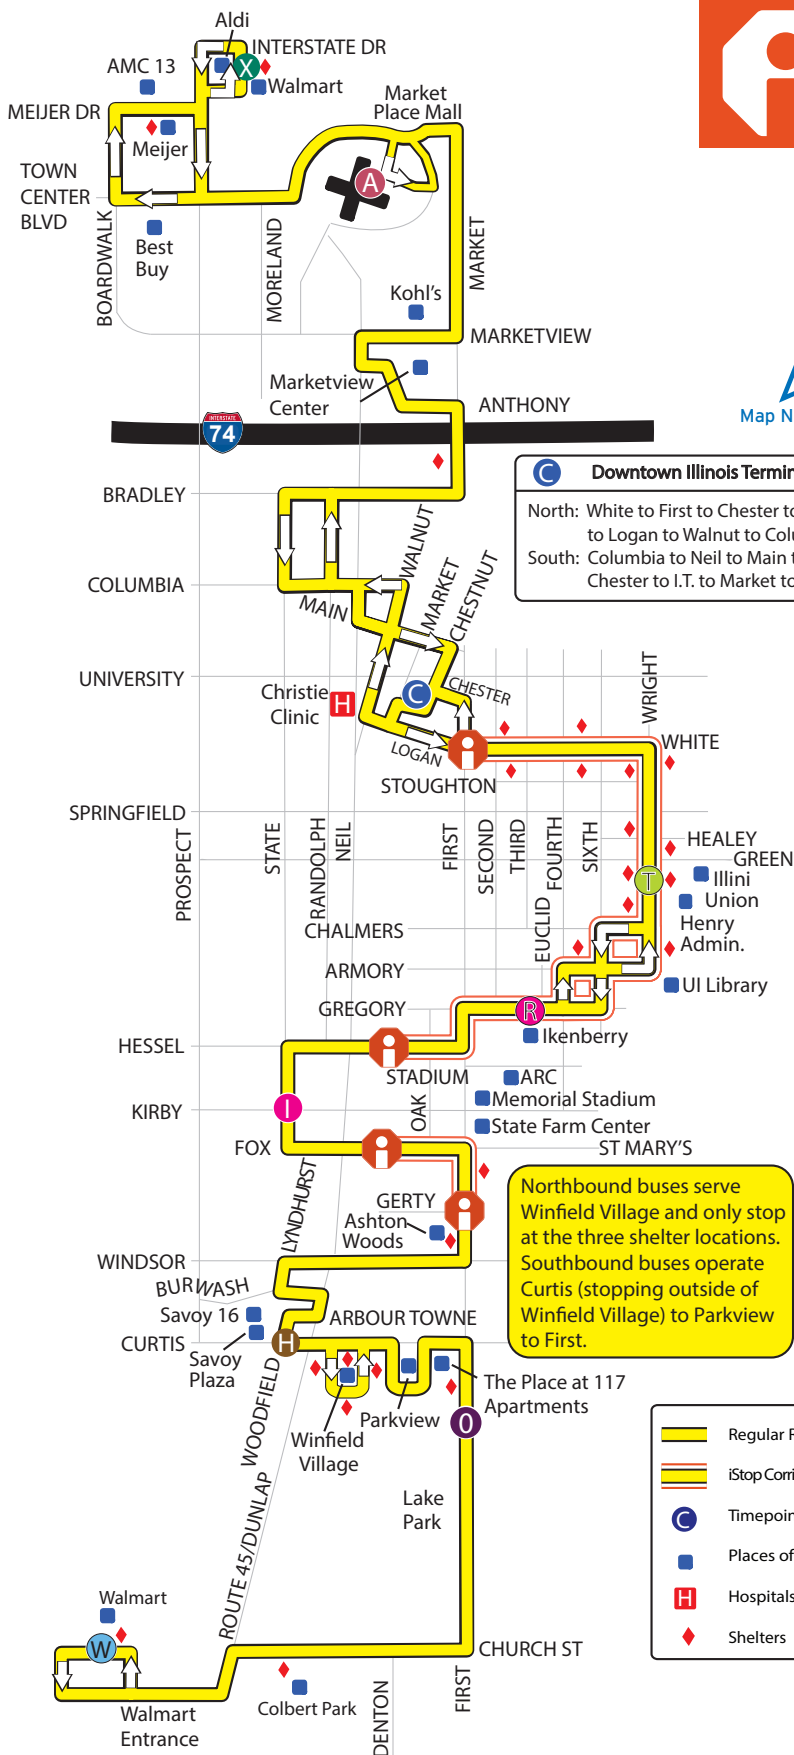 Aldi
INTERSTATE DR
AMC 13
X
Walmart
Market
Place Mall
MEIJER DR
Meijer
A
TOWN
CENTER
BLVD
Best
Buy
BOARDWALK
MORELAND
MARKET
Kohl's
MARKETVIEW
Marketview
Center
Map N
ANTHONY
INTERSTATE
74
C Downtown Illinois Termin
North: White to First to Chester to
to Logan to Walnut to Colu
South: Columbia to Neil to Main t
Chester to I.T. to Market to
BRADLEY
WALNUT
MARKET
CHESTNUT
COLUMBIA
MAIN
UNIVERSITY
Christie
Clinic
H
C
CHESTER
LOGAN
WRIGHT
WHITE
STOUGHTON
SPRINGFIELD
PROSPECT
STATE
RANDOLPH
NEIL
FIRST
SECOND
THIRD
FOURTH
SIXTH
HEALEY
GREEN
T
Illini
Union
EUCLID
CHALMERS
Henry
Admin.
ARMORY
UI Library
GREGORY
R
Ikenberry
HESSEL
STADIUM
ARC
Memorial Stadium
KIRBY
I
OAK
State Farm Center
FOX
ST MARY'S
LYNDHURST
GERTY
Ashton
Woods
Northbound buses serve
Winfield Village and only stop
at the three shelter locations.
Southbound buses operate
Curtis (stopping outside of
Winfield Village) to Parkview
to First.
WINDSOR
BURWASH
Savoy 16
ARBOUR TOWNE
CURTIS
H
Savoy
Plaza
WOODFIELD
The Place at 117
Apartments
Parkview
Winfield
Village
O
Lake
Park
ROUTE 45/DUNLAP
Regular R
iStop Corri
C Timepoin
Places of
H Hospitals
Shelters
Walmart
W
CHURCH ST
Colbert Park
Walmart
Entrance
DENTON
FIRST